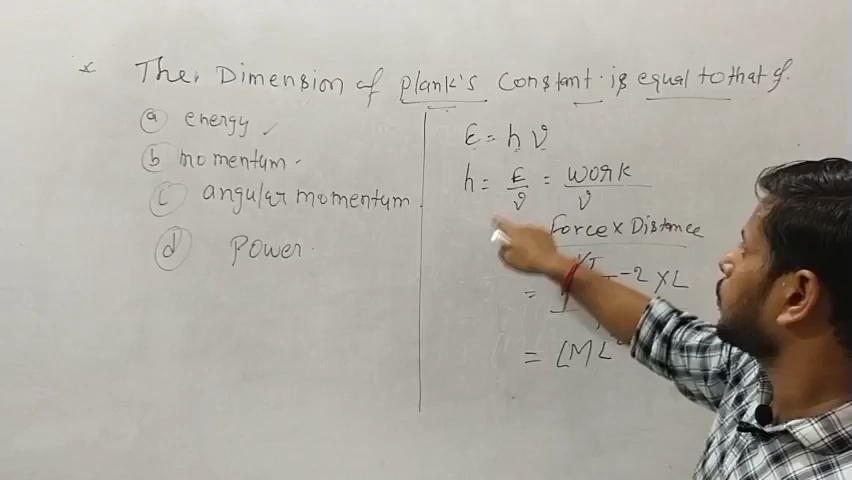 * The Dimension of plank's constant is equal to that of.
(a) energy
(b) momentum.
(c) angular momentum.
(d) Power.
E = h ν
h = E/ν = work/ν
Force x Distance
-2 x L
= [M L